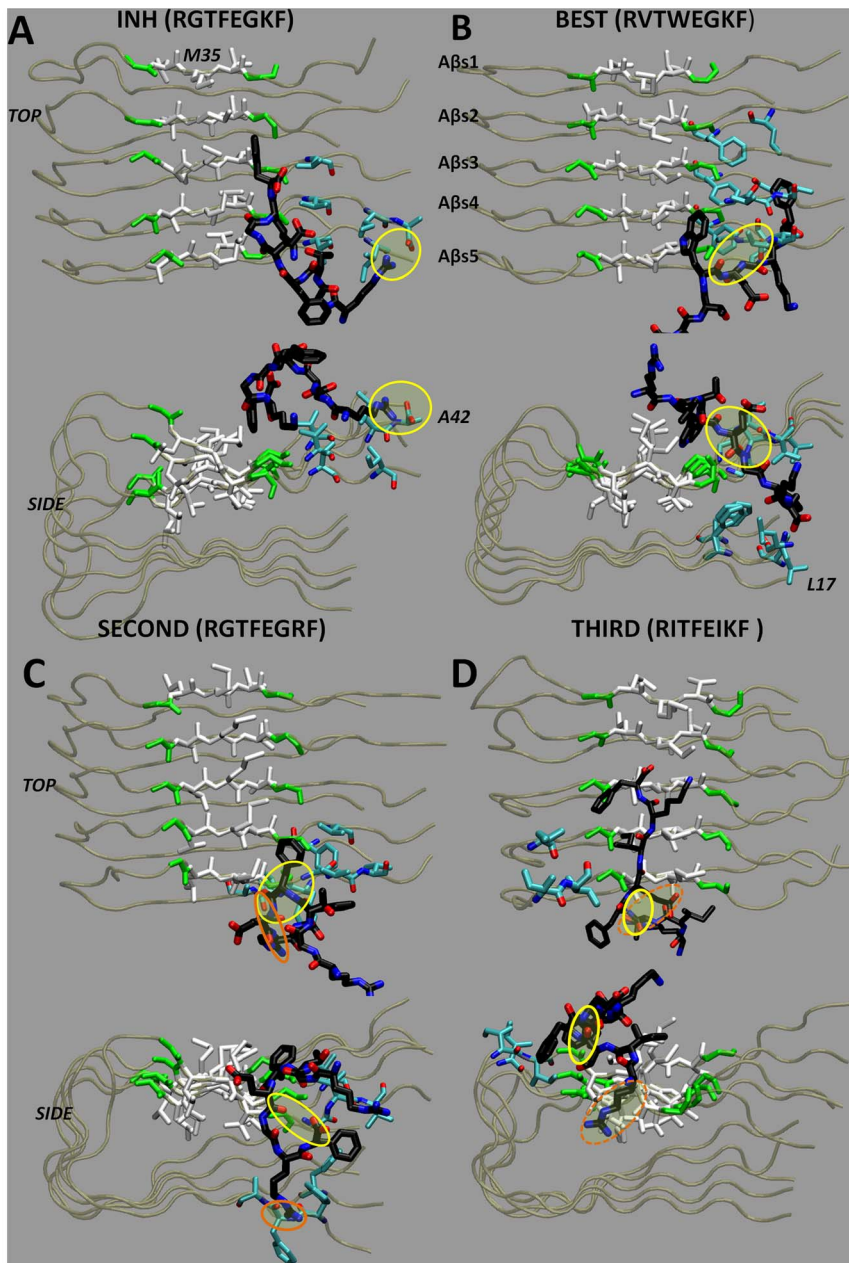 A
INH (RGTFEGKF)
B
BEST (RVTWEGKF)
M35
TOP
Aβs1
Aβs2
Aβs3
Aβs4
Aβs5
A42
SIDE
L17
SECOND (RGTFEGRF)
THIRD (RITFEIKF )
C
D
TOP
SIDE